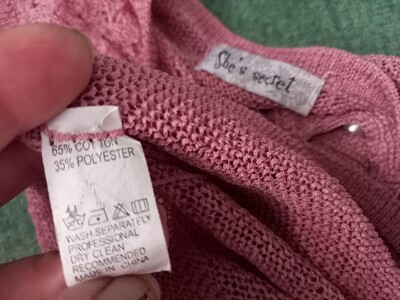 She's secret
65% COTTON
35% POLYESTER
WASH SEPARATELY
PROFESSIONAL
DRY CLEAN
RECOMMENDED
MADE IN CHINA